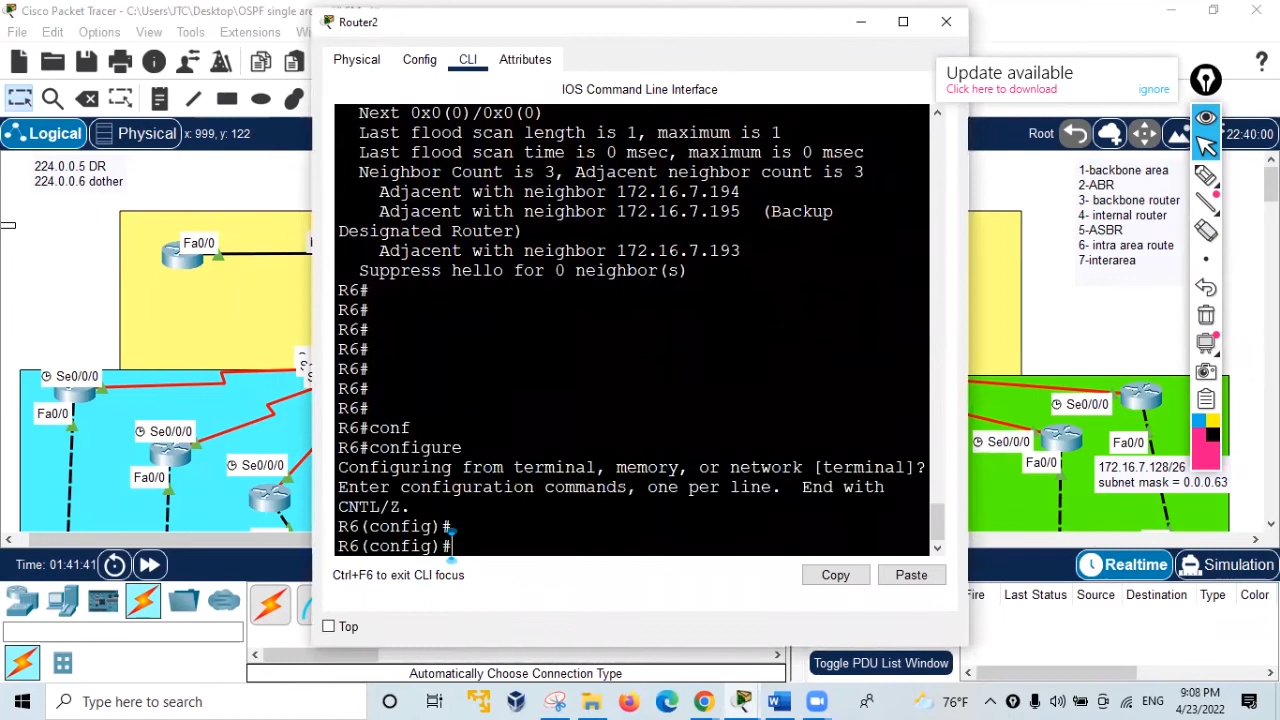 Cisco Packet Tracer - C:\Users\JTC\Desktop\OSPF single are
File Edit Options View Tools Extensions Wi
Router2
Physical Config CLI Attributes
IOS Command Line Interface
Update available
Click here to download ignore
Logical Physical x: 999, y: 122
Root 22:40:00
224.0.0.5 DR
224.0.0.6 dother
1-backbone area
2-ABR
3- backbone router
4- internal router
5-ASBR
6- intra area route
7-interarea
Next 0x0(0)/0x0(0)
Last flood scan length is 1, maximum is 1
Last flood scan time is 0 msec, maximum is 0 msec
Neighbor Count is 3, Adjacent neighbor count is 3
Adjacent with neighbor 172.16.7.194
Adjacent with neighbor 172.16.7.195 (Backup
Designated Router)
Adjacent with neighbor 172.16.7.193
Suppress hello for 0 neighbor(s)
R6#
R6#
R6#
R6#
R6#
R6#
R6#
R6#conf
R6#configure
Configuring from terminal, memory, or network [terminal]?
Enter configuration commands, one per line. End with
CNTL/Z.
R6(config)#
R6(config)#
Fa0/0
Se0/0/0
Fa0/0
Se0/0/0
Fa0/0
Se0/0/0
Se0/0/0
Se0/0/0
Fa0/0
Fa0/0
172.16.7.128/26
subnet mask = 0.0.0.63
Ctrl+F6 to exit CLI focus
Copy Paste
Top
Time: 01:41:41
Realtime Simulation
Fire Last Status Source Destination Type Color
Automatically Choose Connection Type
Toggle PDU List Window
Type here to search
76°F
ENG
9:08 PM
4/23/2022